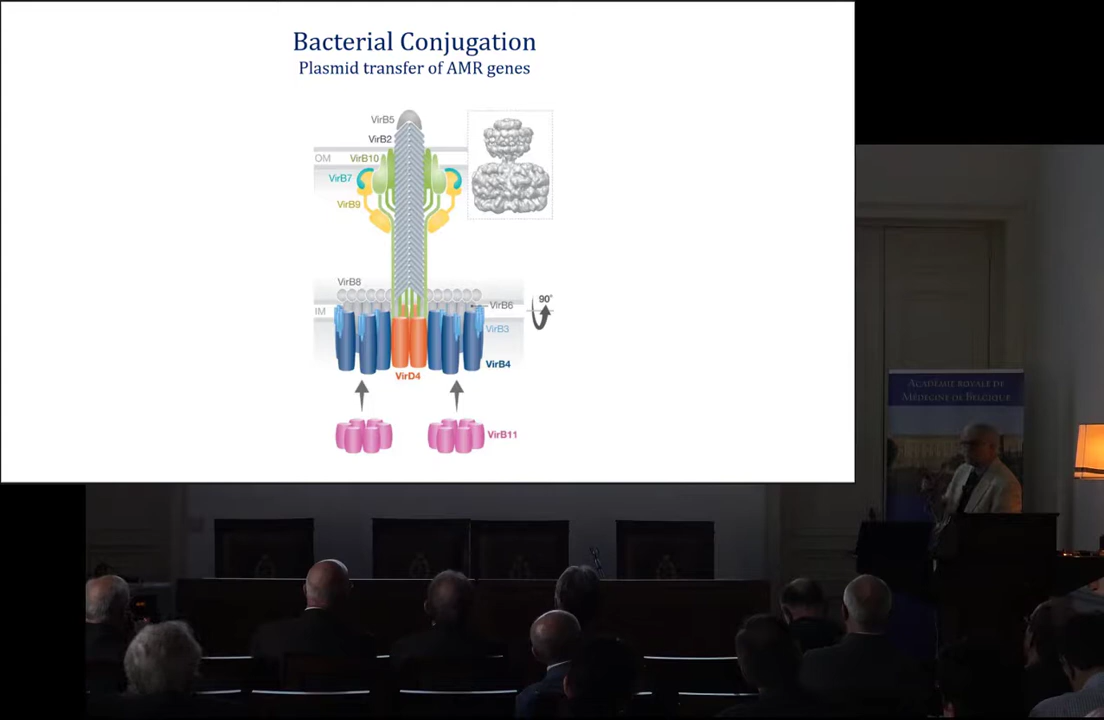 Bacterial Conjugation
Plasmid transfer of AMR genes
VirB5
VirB2
OM
VirB10
VirB7
VirB9
VirB8
90°
VirB6
IM
VirB3
VirB4
VirD4
VirB11
ACADÉMIE ROYALE DE
MÉDECINE DE BELGIQUE